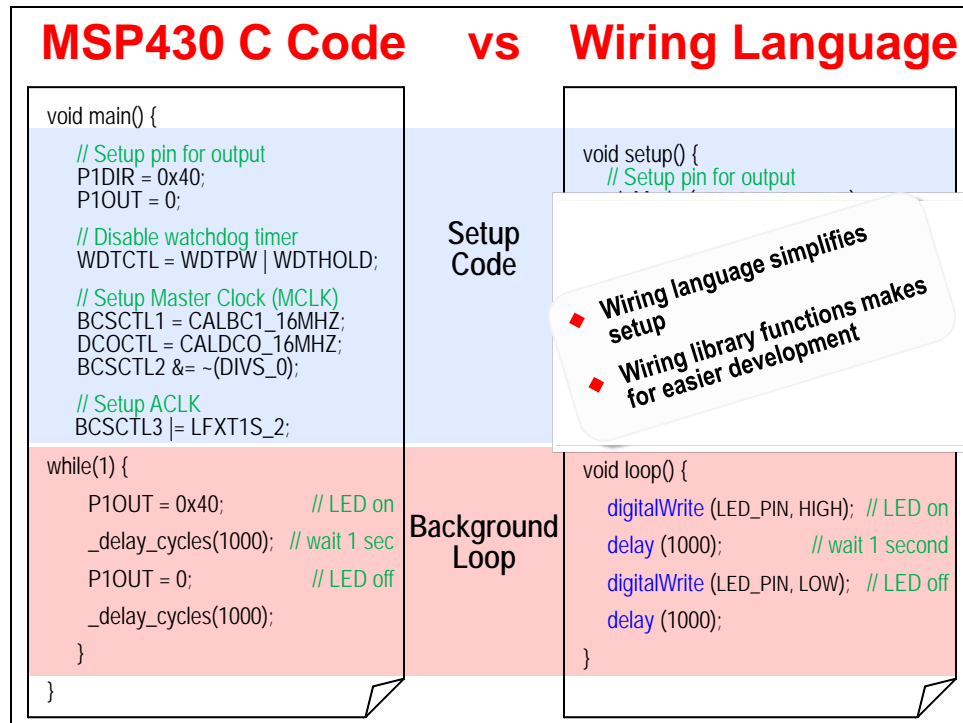 MSP430 C Code vs Wiring Language
void main() {
// Setup pin for output
P1DIR = 0x40;
P1OUT = 0;
// Disable watchdog timer
WDTCTL = WDTPW | WDTHOLD;
// Setup Master Clock (MCLK)
BCSCTL1 = CALBC1_16MHZ;
DCOCTL = CALDCO_16MHZ;
BCSCTL2 &= ~(DIVS_0);
// Setup ACLK
BCSCTL3 |= LFXT1S_2;
while(1) {
P1OUT = 0x40; // LED on
_delay_cycles(1000); // wait 1 sec
P1OUT = 0; // LED off
_delay_cycles(1000);
}
}
Setup
Code
Background
Loop
void setup() {
// Setup pin for output
Wiring language simplifies
setup
Wiring library functions makes
for easier development
void loop() {
digitalWrite (LED_PIN, HIGH); // LED on
delay (1000); // wait 1 second
digitalWrite (LED_PIN, LOW); // LED off
delay (1000);
}